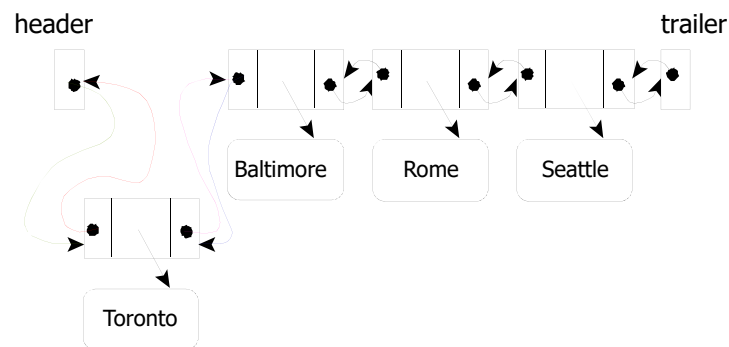 header
trailer
Baltimore
Rome
Seattle
Toronto